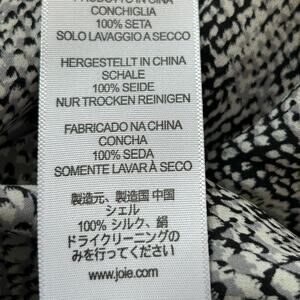 PRODOTTO IN CINA
CONCHIGLIA
100% SETA
SOLO LAVAGGIO A SECCO
HERGESTELLT IN CHINA
SCHALE
100% SEIDE
NUR TROCKEN REINIGEN
FABRICADO NA CHINA
CONCHA
100% SEDA
SOMENTE LAVAR À SECO
製造元、製造国 中国
シェル
100% シルク、絹
ドライクリーニングの
みを行ってください
www.joie.com